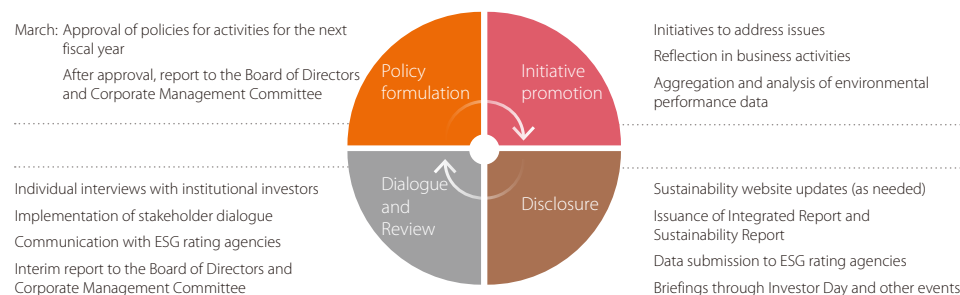 March: Approval of policies for activities for the next
fiscal year
After approval, report to the Board of Directors
and Corporate Management Committee
Policy
formulation
Initiative
promotion
Initiatives to address issues
Reflection in business activities
Aggregation and analysis of environmental
performance data
Individual interviews with institutional investors
Implementation of stakeholder dialogue
Communication with ESG rating agencies
Interim report to the Board of Directors and
Corporate Management Committee
Dialogue
and
Review
Disclosure
Sustainability website updates (as needed)
Issuance of Integrated Report and
Sustainability Report
Data submission to ESG rating agencies
Briefings through Investor Day and other events